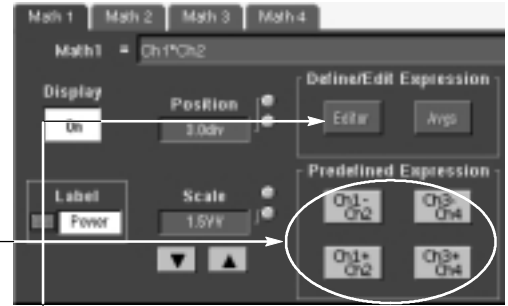 Math 1 Math 2 Math 3 Math 4
Math1 = Ch1*Ch2
Define/Edit Expression
Display
On
Position
3.0div
Editor Avgs
Predefined Expression
Label
Power
Scale
1.5VV
Ch1-
Ch2
Ch3-
Ch4
Ch1+
Ch2
Ch3+
Ch4